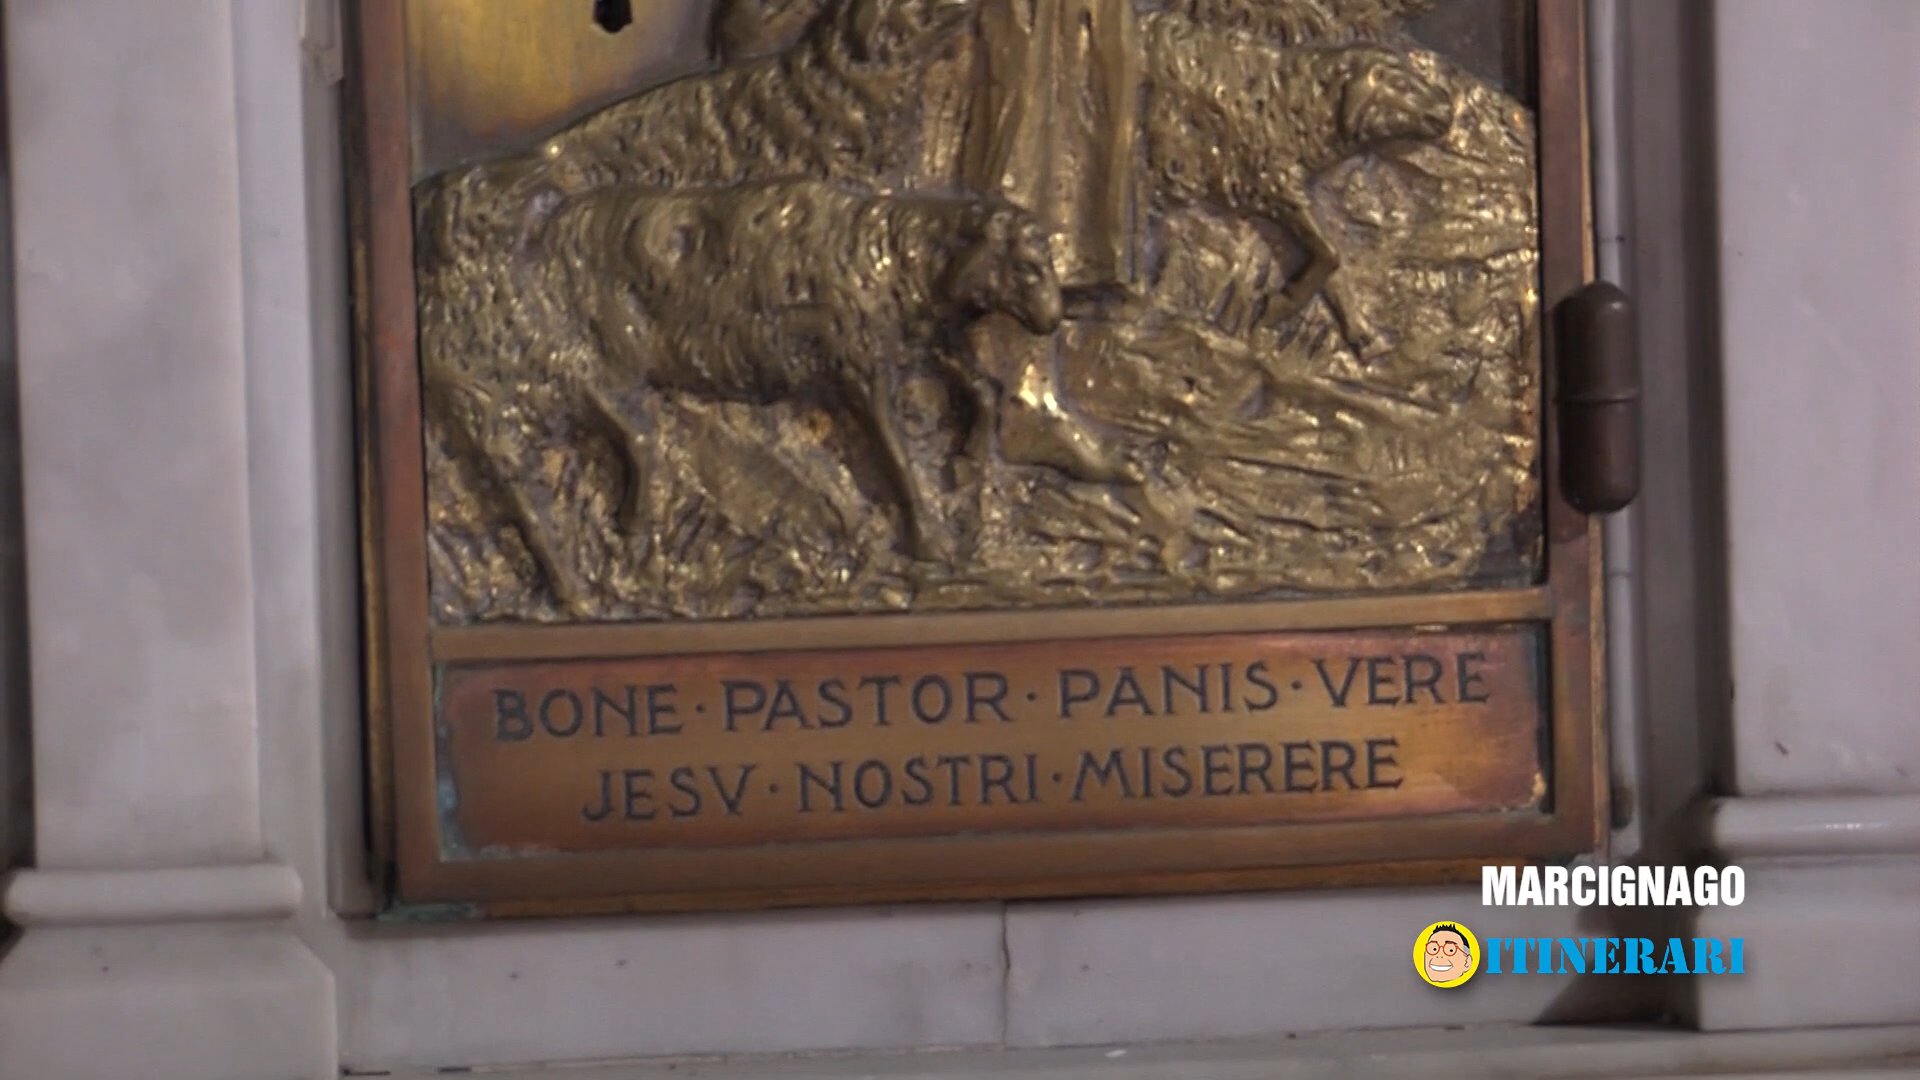 BONE · PASTOR · PANIS · VERE
JESV · NOSTRI · MISERERE
MARCIGNAGO
ITINERARI